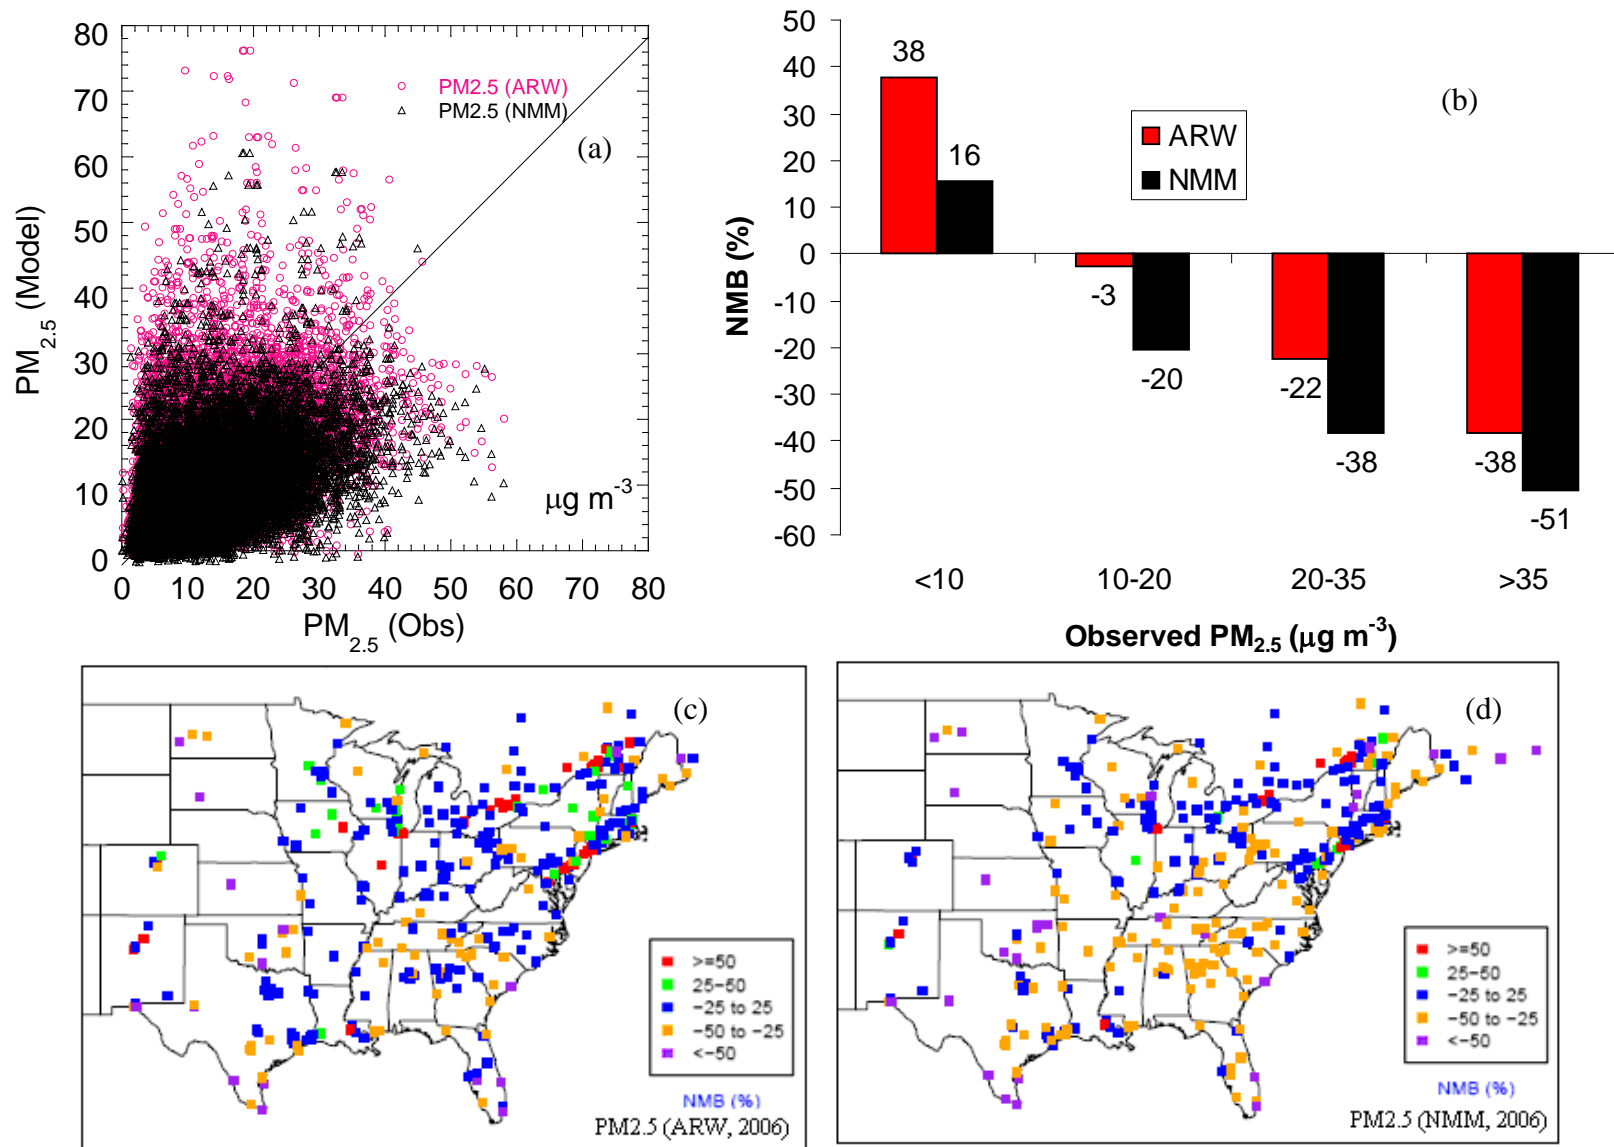 80
70
60
50
40
30
20
10
0
PM2.5 (Model)
PM2.5 (ARW)
PM2.5 (NMM)
(a)
μg m-3
0 10 20 30 40 50 60 70 80
PM2.5 (Obs)
50
40
30
20
10
0
-10
-20
-30
-40
-50
-60
NMB (%)
38
16
-3
-20
-22
-38
-38
-51
ARW
NMM
(b)
<10 10-20 20-35 >35
Observed PM2.5 (μg m-3)
(c)
>=50
25-50
-25 to 25
-50 to -25
<-50
NMB (%)
PM2.5 (ARW, 2006)
(d)
>=50
25-50
-25 to 25
-50 to -25
<-50
NMB (%)
PM2.5 (NMM, 2006)